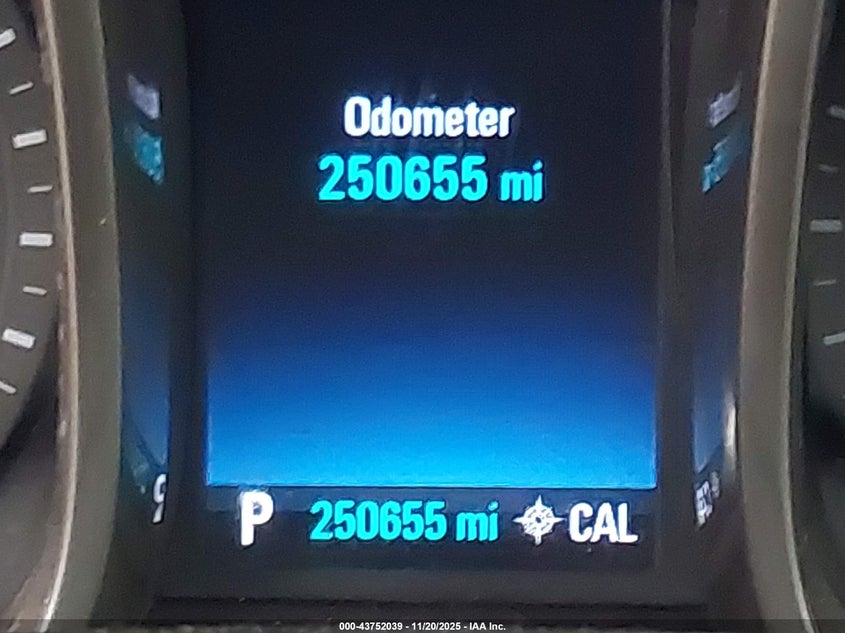 Odometer
250655 mi
P 250655 mi CAL
000-43752039 - 11/20/2025 - IAA Inc.